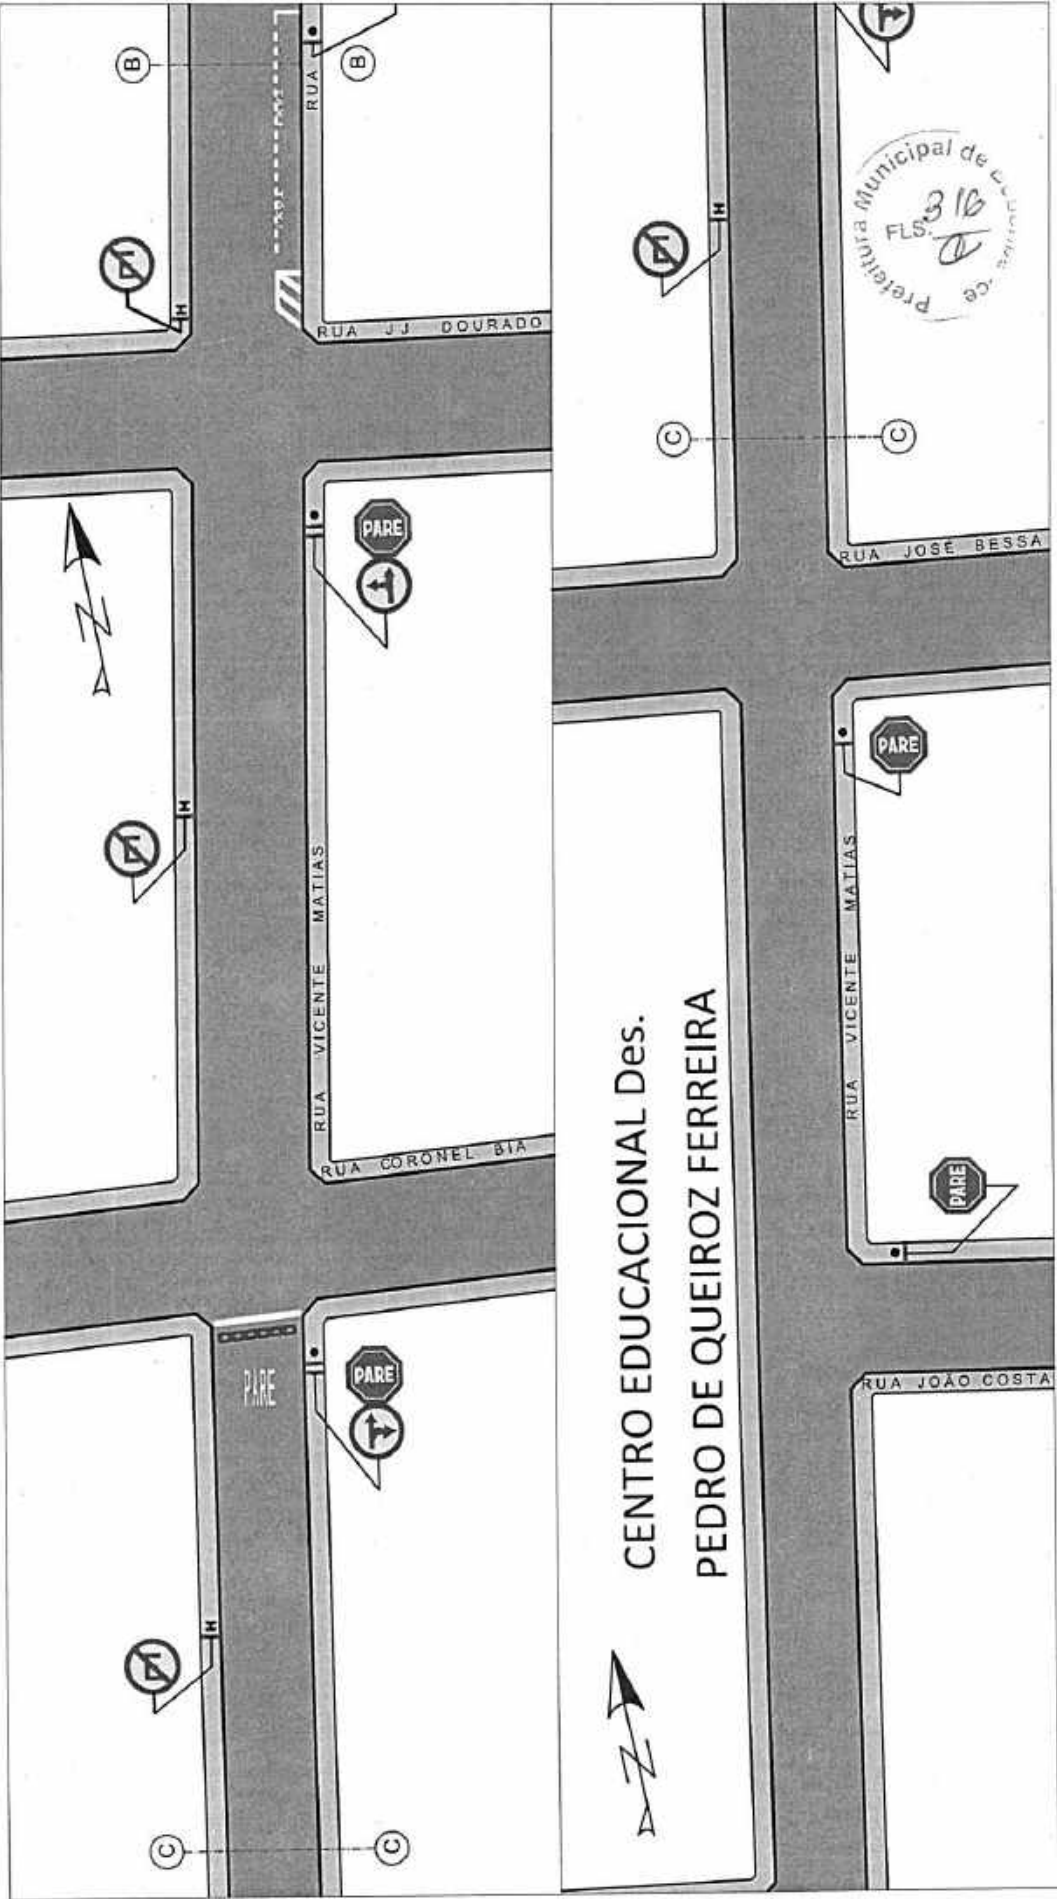 B
B
RUA
RUA JJ DOURADO
PARE
N
RUA VICENTE MATIAS
RUA CORONEL BIA
PARE
PARE
C
C
Prefeitura Municipal de
FLS. 316
-Ce
C
C
RUA JOSÉ BESSA
PARE
RUA VICENTE MATIAS
CENTRO EDUCACIONAL Des.
PEDRO DE QUEIROZ FERREIRA
PARE
RUA JOÃO COSTA
N